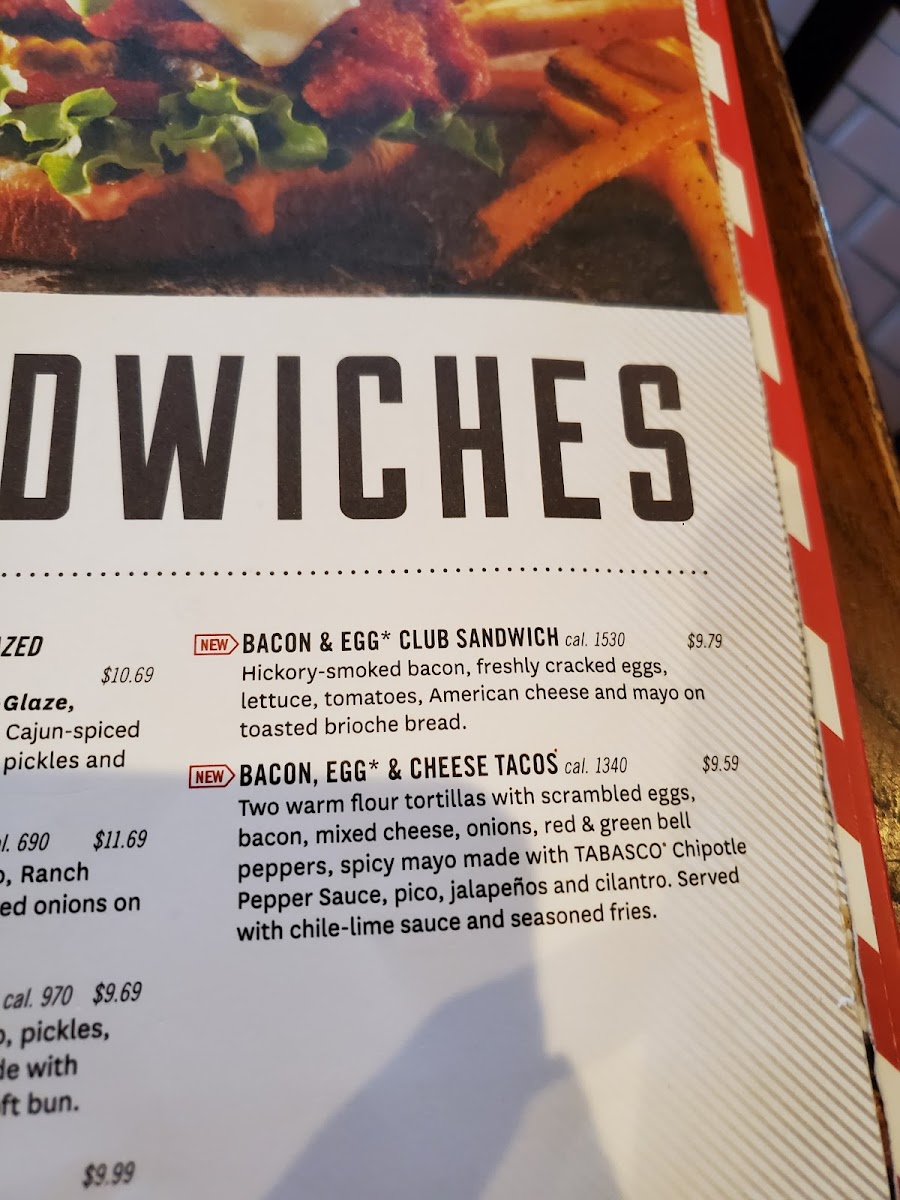 DWICHES
AZED
$10.69
Glaze,
Cajun-spiced
pickles and
690 $11.69
Ranch
onions on
cal. 970 $9.69
pickles,
with
bun.
$9.99
NEW BACON & EGG* CLUB SANDWICH cal. 1530 $9.79
Hickory-smoked bacon, freshly cracked eggs,
lettuce, tomatoes, American cheese and mayo on
toasted brioche bread.
NEW BACON, EGG* & CHEESE TACOS cal. 1340 $9.59
Two warm flour tortillas with scrambled eggs,
bacon, mixed cheese, onions, red & green bell
peppers, spicy mayo made with TABASCO® Chipotle
Pepper Sauce, pico, jalapeños and cilantro. Served
with chile-lime sauce and seasoned fries.